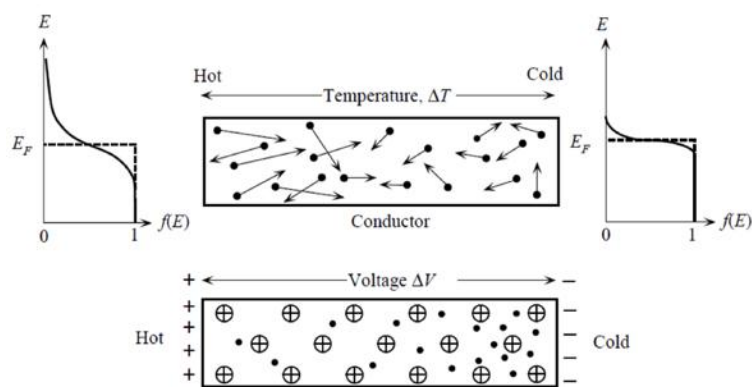 E
E
Hot
Cold
Temperature, ΔT
E_F
E_F
0
1
f(E)
Conductor
0
1
f(E)
+
Voltage ΔV
−
+
+
+
+
Hot
−
−
−
−
−
Cold